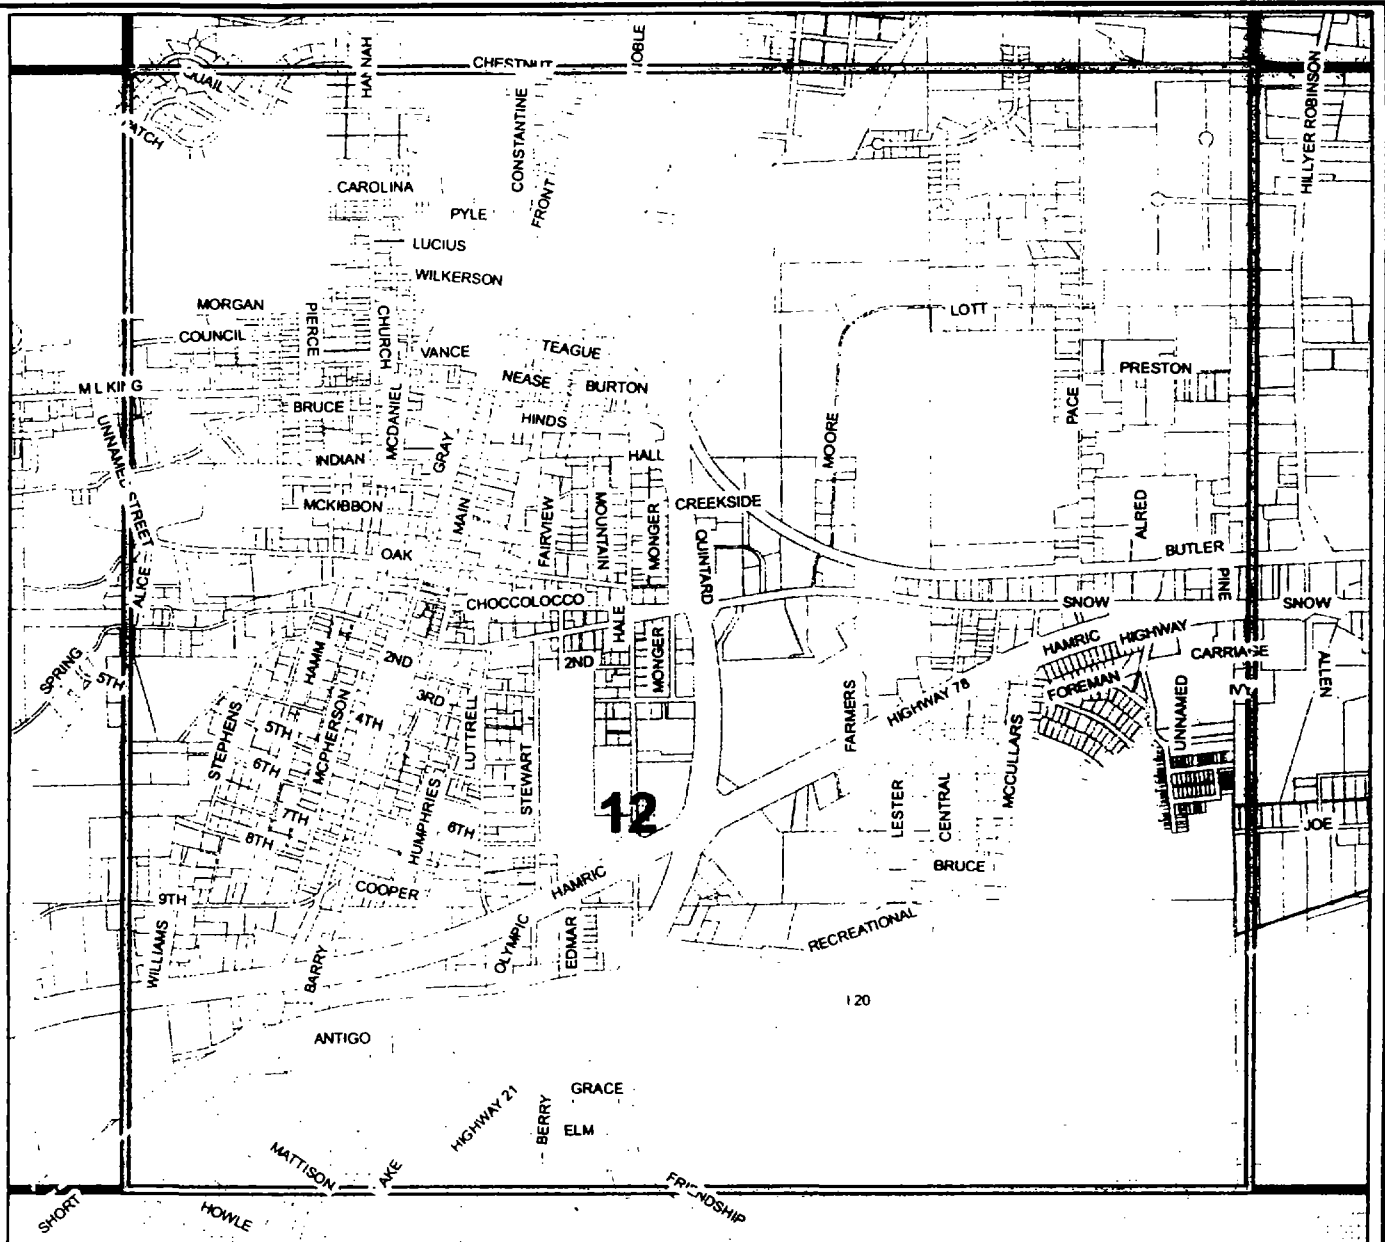 HANNAH
CHESTNUT
QUAIL
CONSTANTINE
HILLYER ROBINSON
CAROLINA
PYLE
FRONT
LUCIUS
WILKERSON
MORGAN
COUNCIL
PIERCE
CHURCH
VANCE
TEAGUE
LOTT
M L KING
NEASE
BURTON
PRESTON
BRUCE
MCDANIEL
HINDS
PACE
MOORE
UNNAMED STREET
INDIAN
GRAY
HALL
MCKIBBON
MAIN
FAIRVIEW
MOUNTAIN
MONGER
CREEKSIDE
ALRED
OAK
QUINTARD
BUTLER
ALICE
CHOCCOLOCCO
HALE
SNOW
PINE
SNOW
SPRING
5TH
HAMM
2ND
2ND
MONGER
HAMRIC
HIGHWAY
CARRIAGE
ALLEN
3RD
FOREMAN
STEPHENS
5TH
MCPHERSON
4TH
LUTTRELL
FARMERS
HIGHWAY 78
UNNAMED
6TH
STEWART
MCCULLARS
7TH
8TH
HUMPHRIES
6TH
12
LESTER
CENTRAL
JOE
COOPER
HAMRIC
BRUCE
9TH
WILLIAMS
BARRY
OLYMPIC
EDMAR
RECREATIONAL
I 20
ANTIGO
HIGHWAY 21
GRACE
BERRY
ELM
MATTISON
AKE
FRIENDSHIP
SHORT
HOWLE